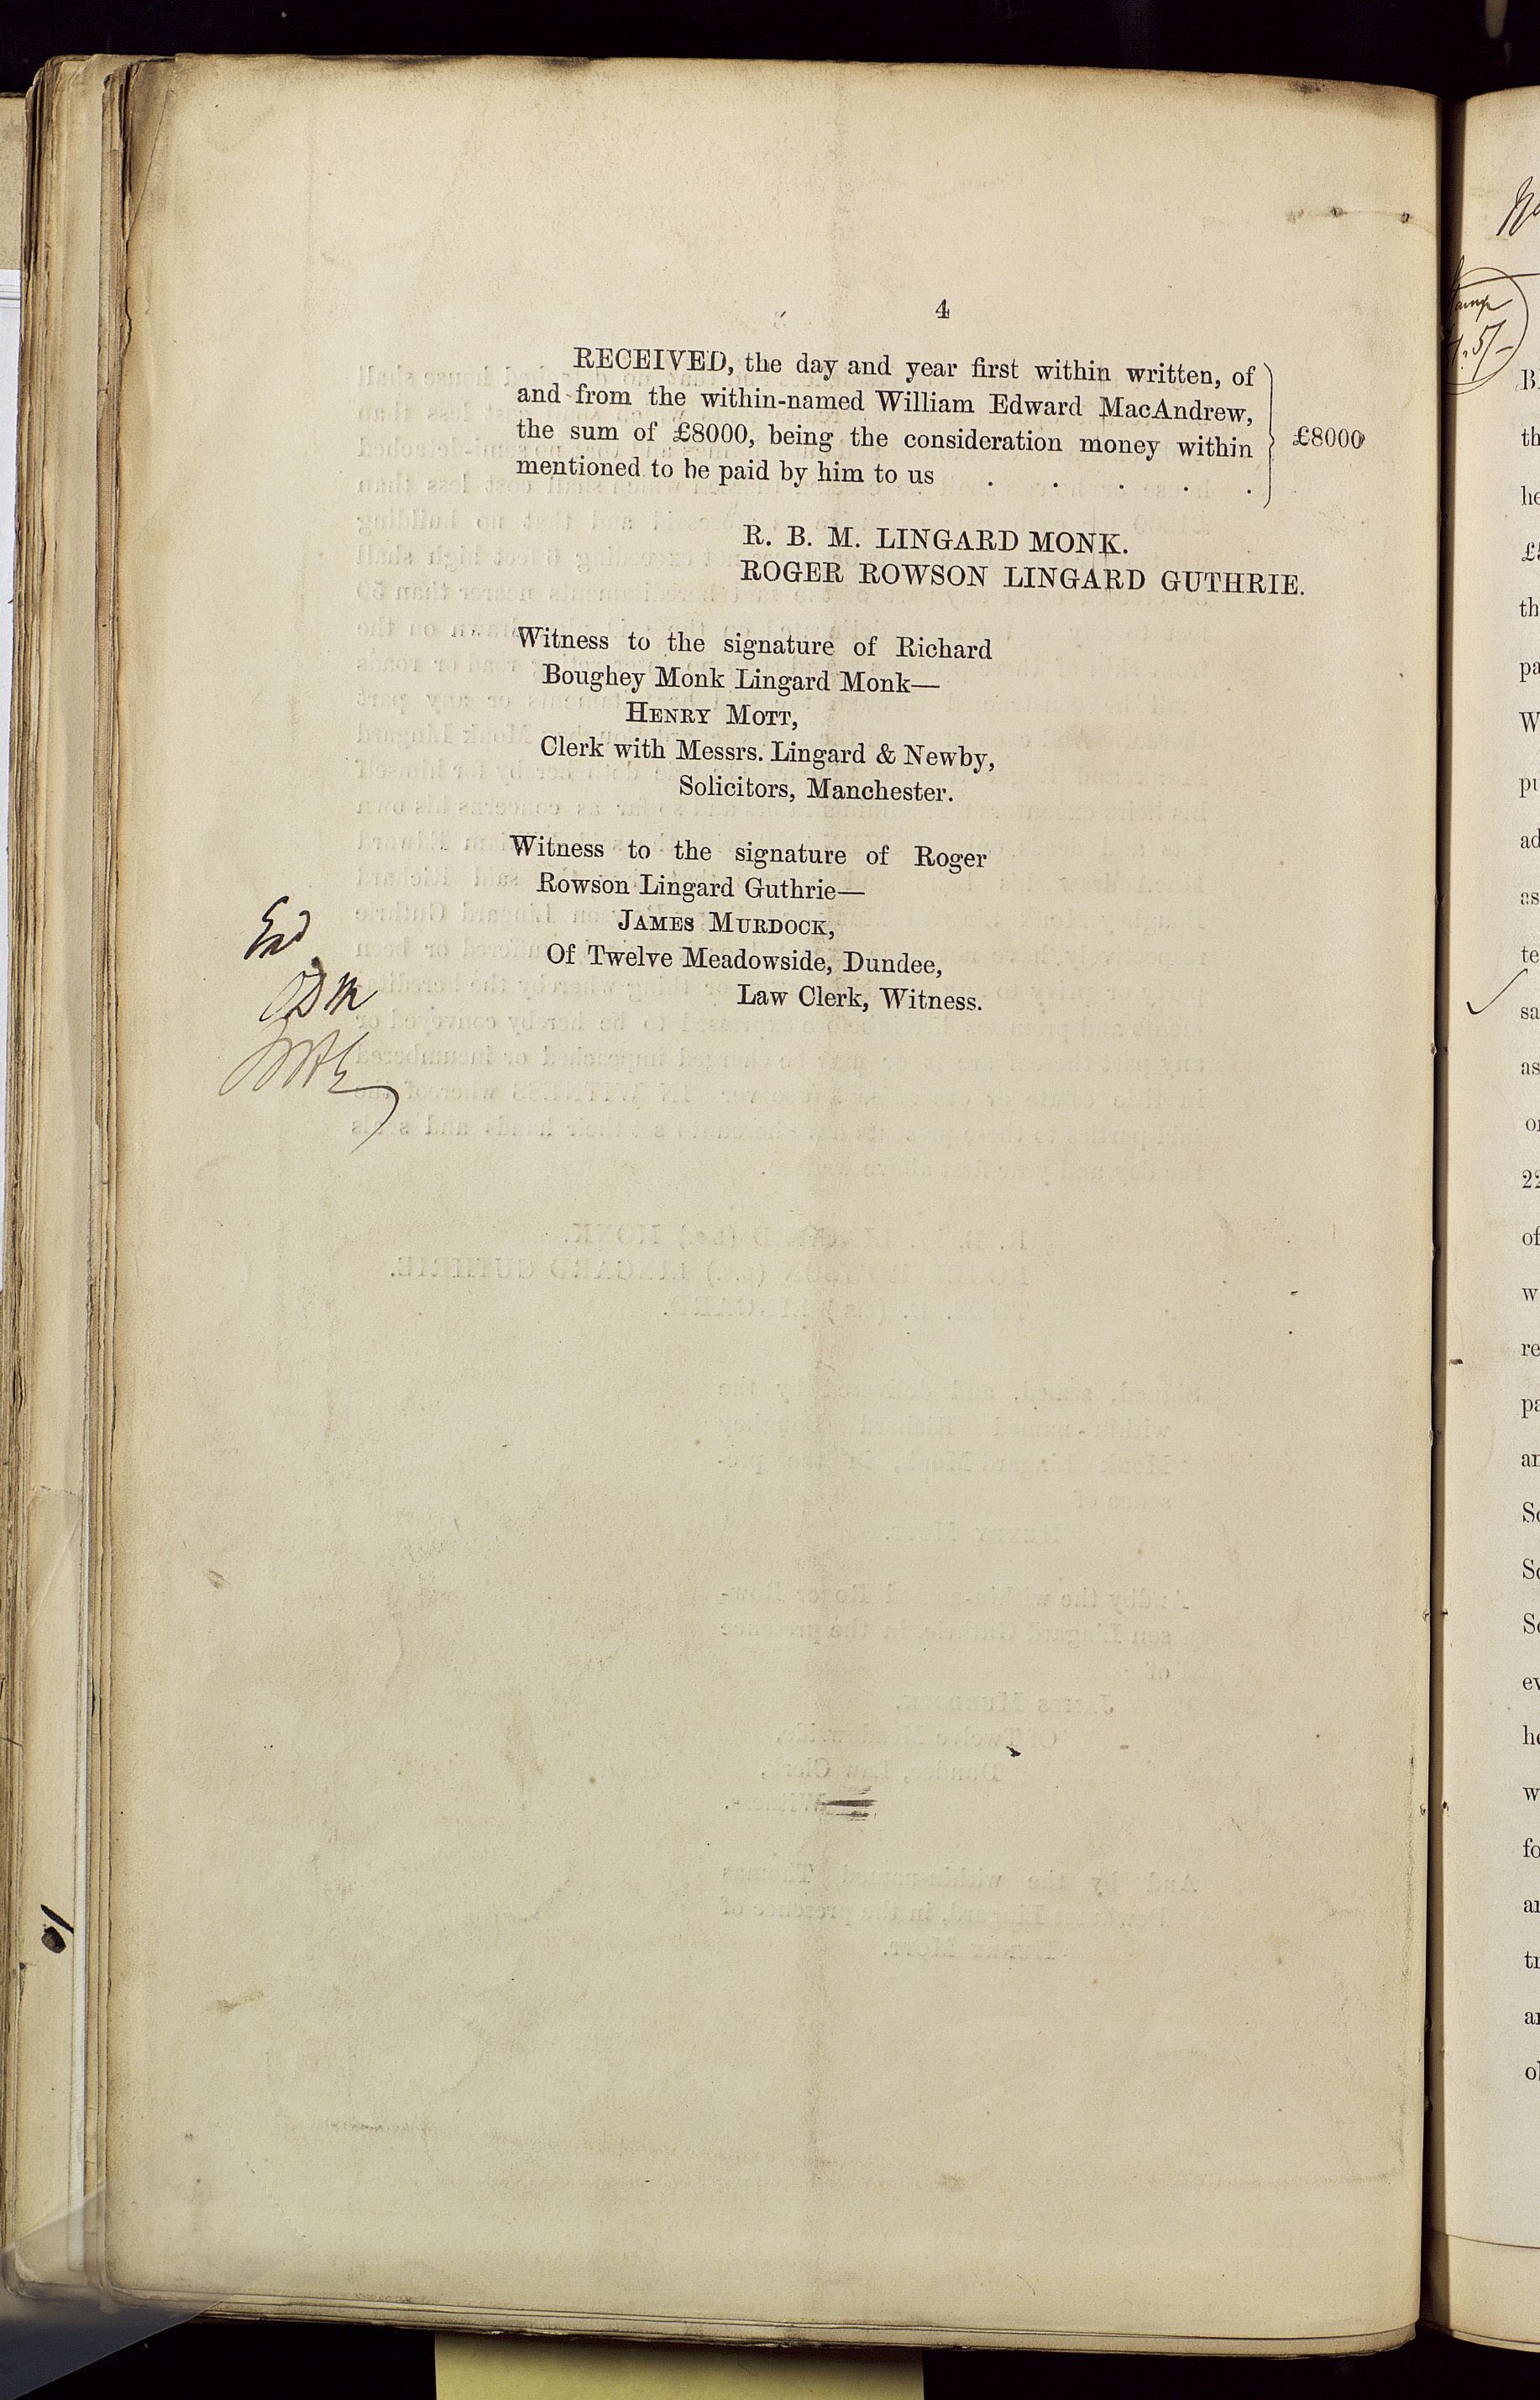 4
RECEIVED, the day and year first within written, of
and from the within-named William Edward MacAndrew,
the sum of £8000, being the consideration money within
mentioned to be paid by him to us . . . . .
£8000
R. B. M. LINGARD MONK.
ROGER ROWSON LINGARD GUTHRIE.
Witness to the signature of Richard
Boughey Monk Lingard Monk—
HENRY MOTT,
Clerk with Messrs. Lingard & Newby,
Solicitors, Manchester.
Witness to the signature of Roger
Rowson Lingard Guthrie—
JAMES MURDOCK,
Of Twelve Meadowside, Dundee,
Law Clerk, Witness.